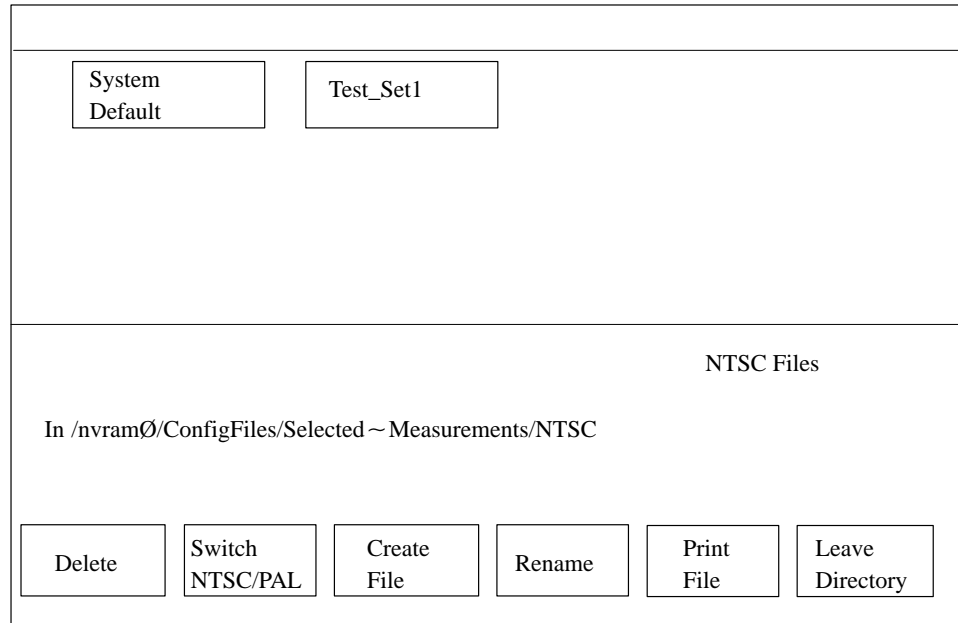 System
Default
Test_Set1
NTSC Files
In /nvramØ/ConfigFiles/Selected~Measurements/NTSC
Delete
Switch
NTSC/PAL
Create
File
Rename
Print
File
Leave
Directory